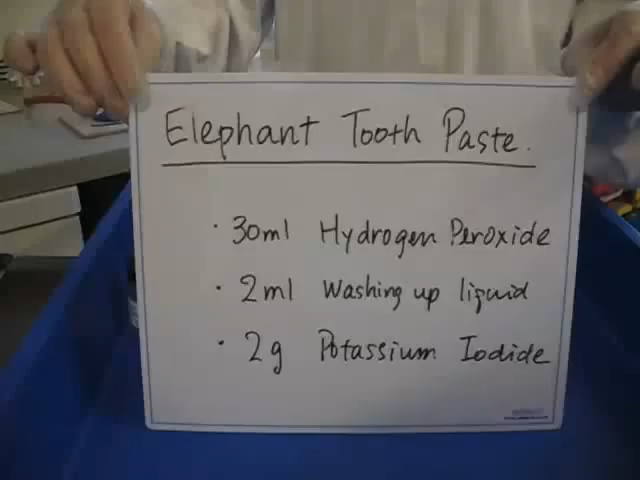 Elephant Tooth Paste.
· 30ml Hydrogen Peroxide
· 2ml Washing up liquid
· 2g Potassium Iodide